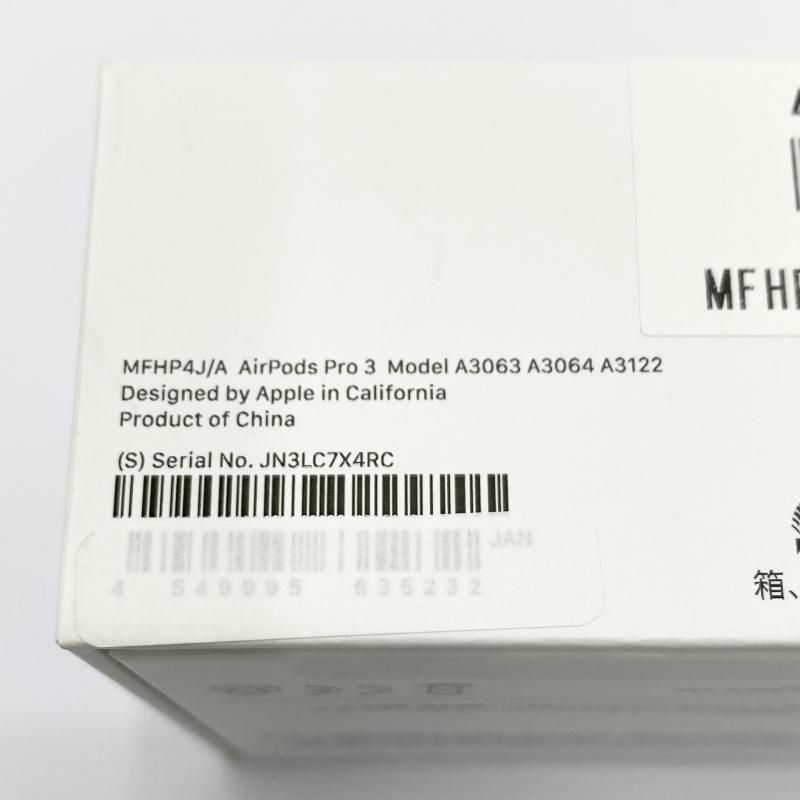 MFHP
MFHP4J/A AirPods Pro 3 Model A3063 A3064 A3122
Designed by Apple in California
Product of China
(S) Serial No. JN3LC7X4RC
JAN
4 549995 635232
箱、